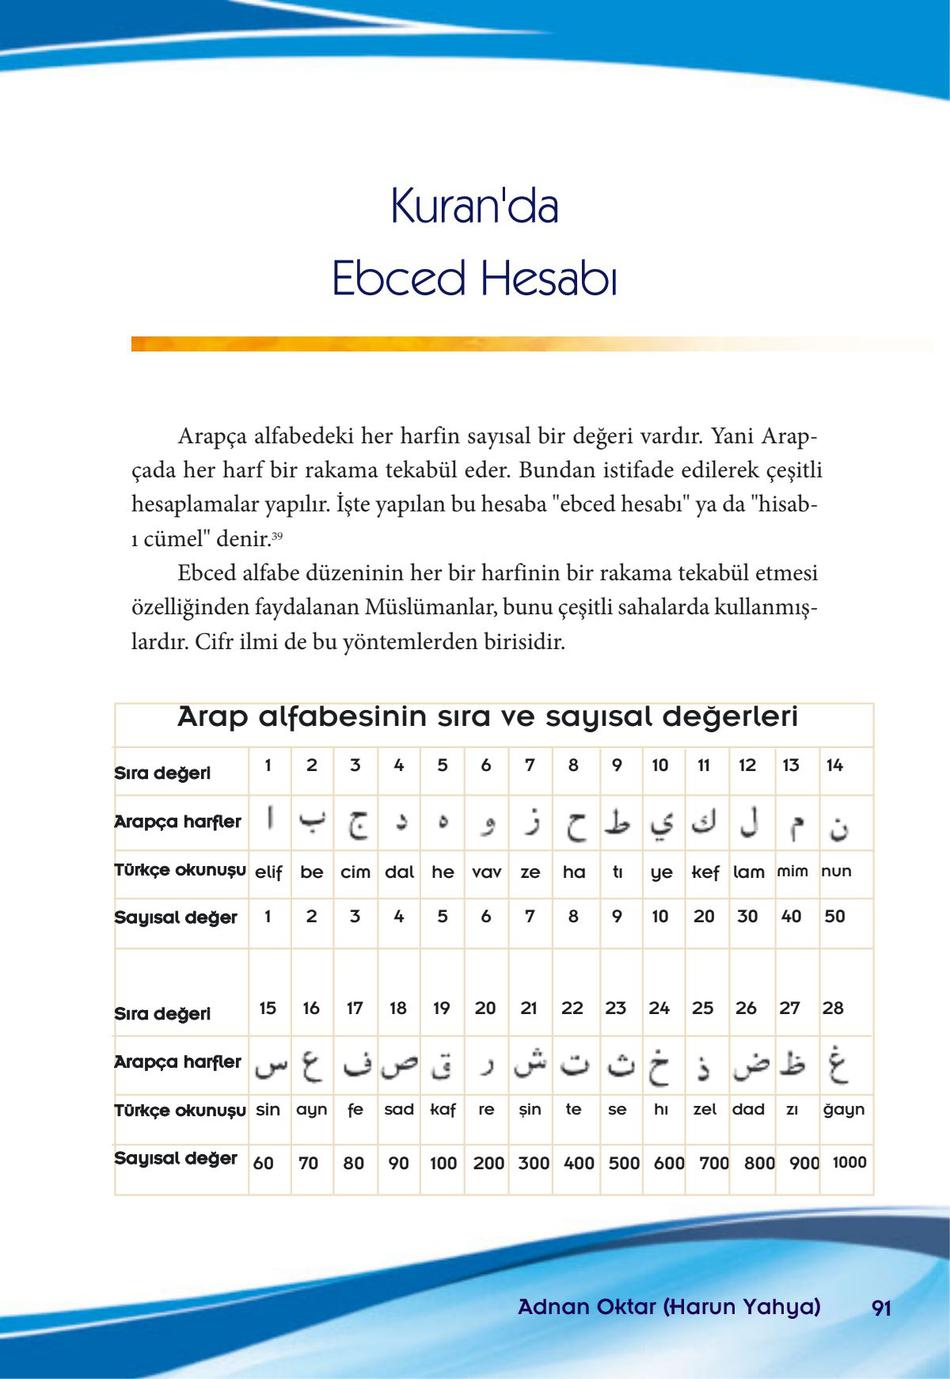 Kuran'da
Ebced Hesabı
Arapça alfabedeki her harfin sayısal bir değeri vardır. Yani Arap-
çada her harf bir rakama tekabül eder. Bundan istifade edilerek çeşitli
hesaplamalar yapılır. İşte yapılan bu hesaba "ebced hesabı" ya da "hisab-
ı cümel" denir.39
Ebced alfabe düzeninin her bir harfinin bir rakama tekabül etmesi
özelliğinden faydalanan Müslümanlar, bunu çeşitli sahalarda kullanmış-
lardır. Cifr ilmi de bu yöntemlerden birisidir.
Arap alfabesinin sıra ve sayısal değerleri
Sıra değeri 1 2 3 4 5 6 7 8 9 10 11 12 13 14
Arapça harfler ا ب ج د ه و ز ح ط ي ك ل م ن
Türkçe okunuşu elif be cim dal he vav ze ha tı ye kef lam mim nun
Sayısal değer 1 2 3 4 5 6 7 8 9 10 20 30 40 50
Sıra değeri 15 16 17 18 19 20 21 22 23 24 25 26 27 28
Arapça harfler س ع ف ص ق ر ش ت ث خ ذ ض ظ غ
Türkçe okunuşu sin ayn fe sad kaf re şin te se hı zel dad zı ğayn
Sayısal değer 60 70 80 90 100 200 300 400 500 600 700 800 900 1000
Adnan Oktar (Harun Yahya) 91